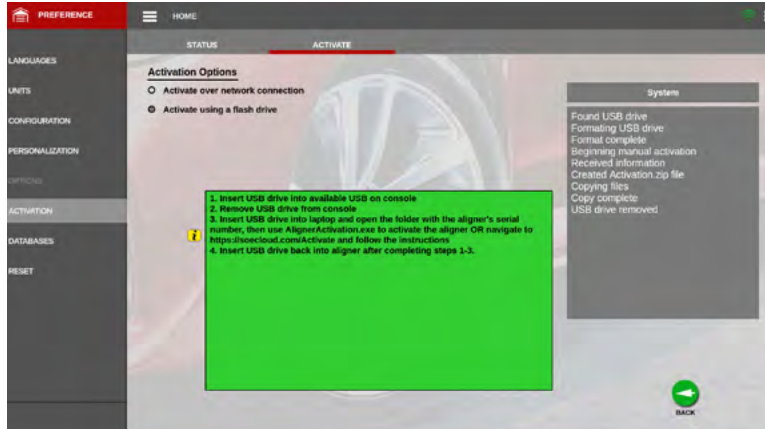 PREFERENCE
HOME
STATUS
ACTIVATE
LANGUAGES
UNITS
CONFIGURATION
PERSONALIZATION
OPTIONS
ACTIVATION
DATABASES
RESET
Activation Options
Activate over network connection
Activate using a flash drive
1. Insert USB drive into available USB on console
2. Remove USB drive from console
3. Insert USB drive into laptop and open the folder with the aligner's serial
number, then use AlignerActivation.exe to activate the aligner OR navigate to
https://soecloud.com/Activate and follow the instructions
4. Insert USB drive back into aligner after completing steps 1-3.
System
Found USB drive
Formating USB drive
Format complete
Beginning manual activation
Received information
Created Activation.zip file
Copying files
Copy complete
USB drive removed
BACK